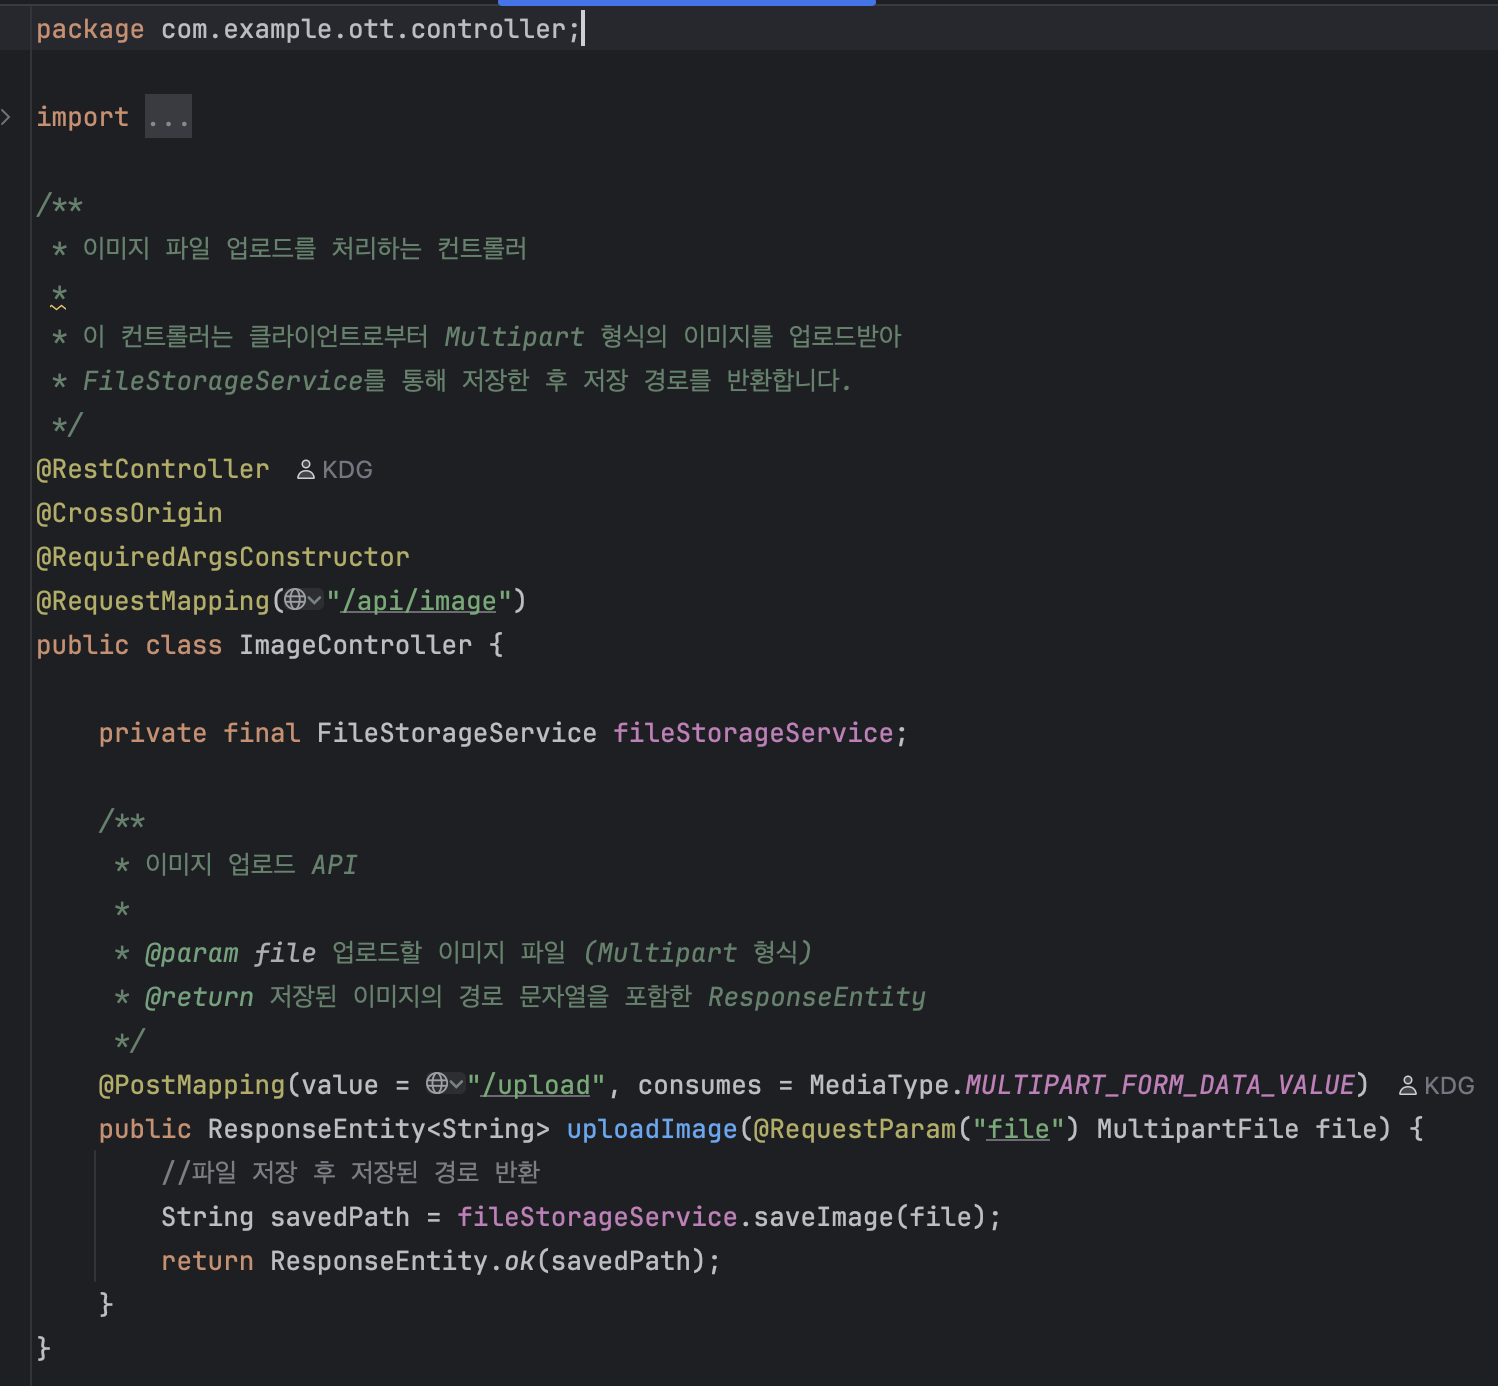 package com.example.ott.controller;
import ...
/**
 * 이미지 파일 업로드를 처리하는 컨트롤러
 *
 * 이 컨트롤러는 클라이언트로부터 Multipart 형식의 이미지를 업로드받아
 * FileStorageService를 통해 저장한 후 저장 경로를 반환합니다.
 */
@RestController KDG
@CrossOrigin
@RequiredArgsConstructor
@RequestMapping("/api/image")
public class ImageController {
    private final FileStorageService fileStorageService;
    /**
     * 이미지 업로드 API
     *
     * @param file 업로드할 이미지 파일 (Multipart 형식)
     * @return 저장된 이미지의 경로 문자열을 포함한 ResponseEntity
     */
    @PostMapping(value = "/upload", consumes = MediaType.MULTIPART_FORM_DATA_VALUE) KDG
    public ResponseEntity<String> uploadImage(@RequestParam("file") MultipartFile file) {
        //파일 저장 후 저장된 경로 반환
        String savedPath = fileStorageService.saveImage(file);
        return ResponseEntity.ok(savedPath);
    }
}